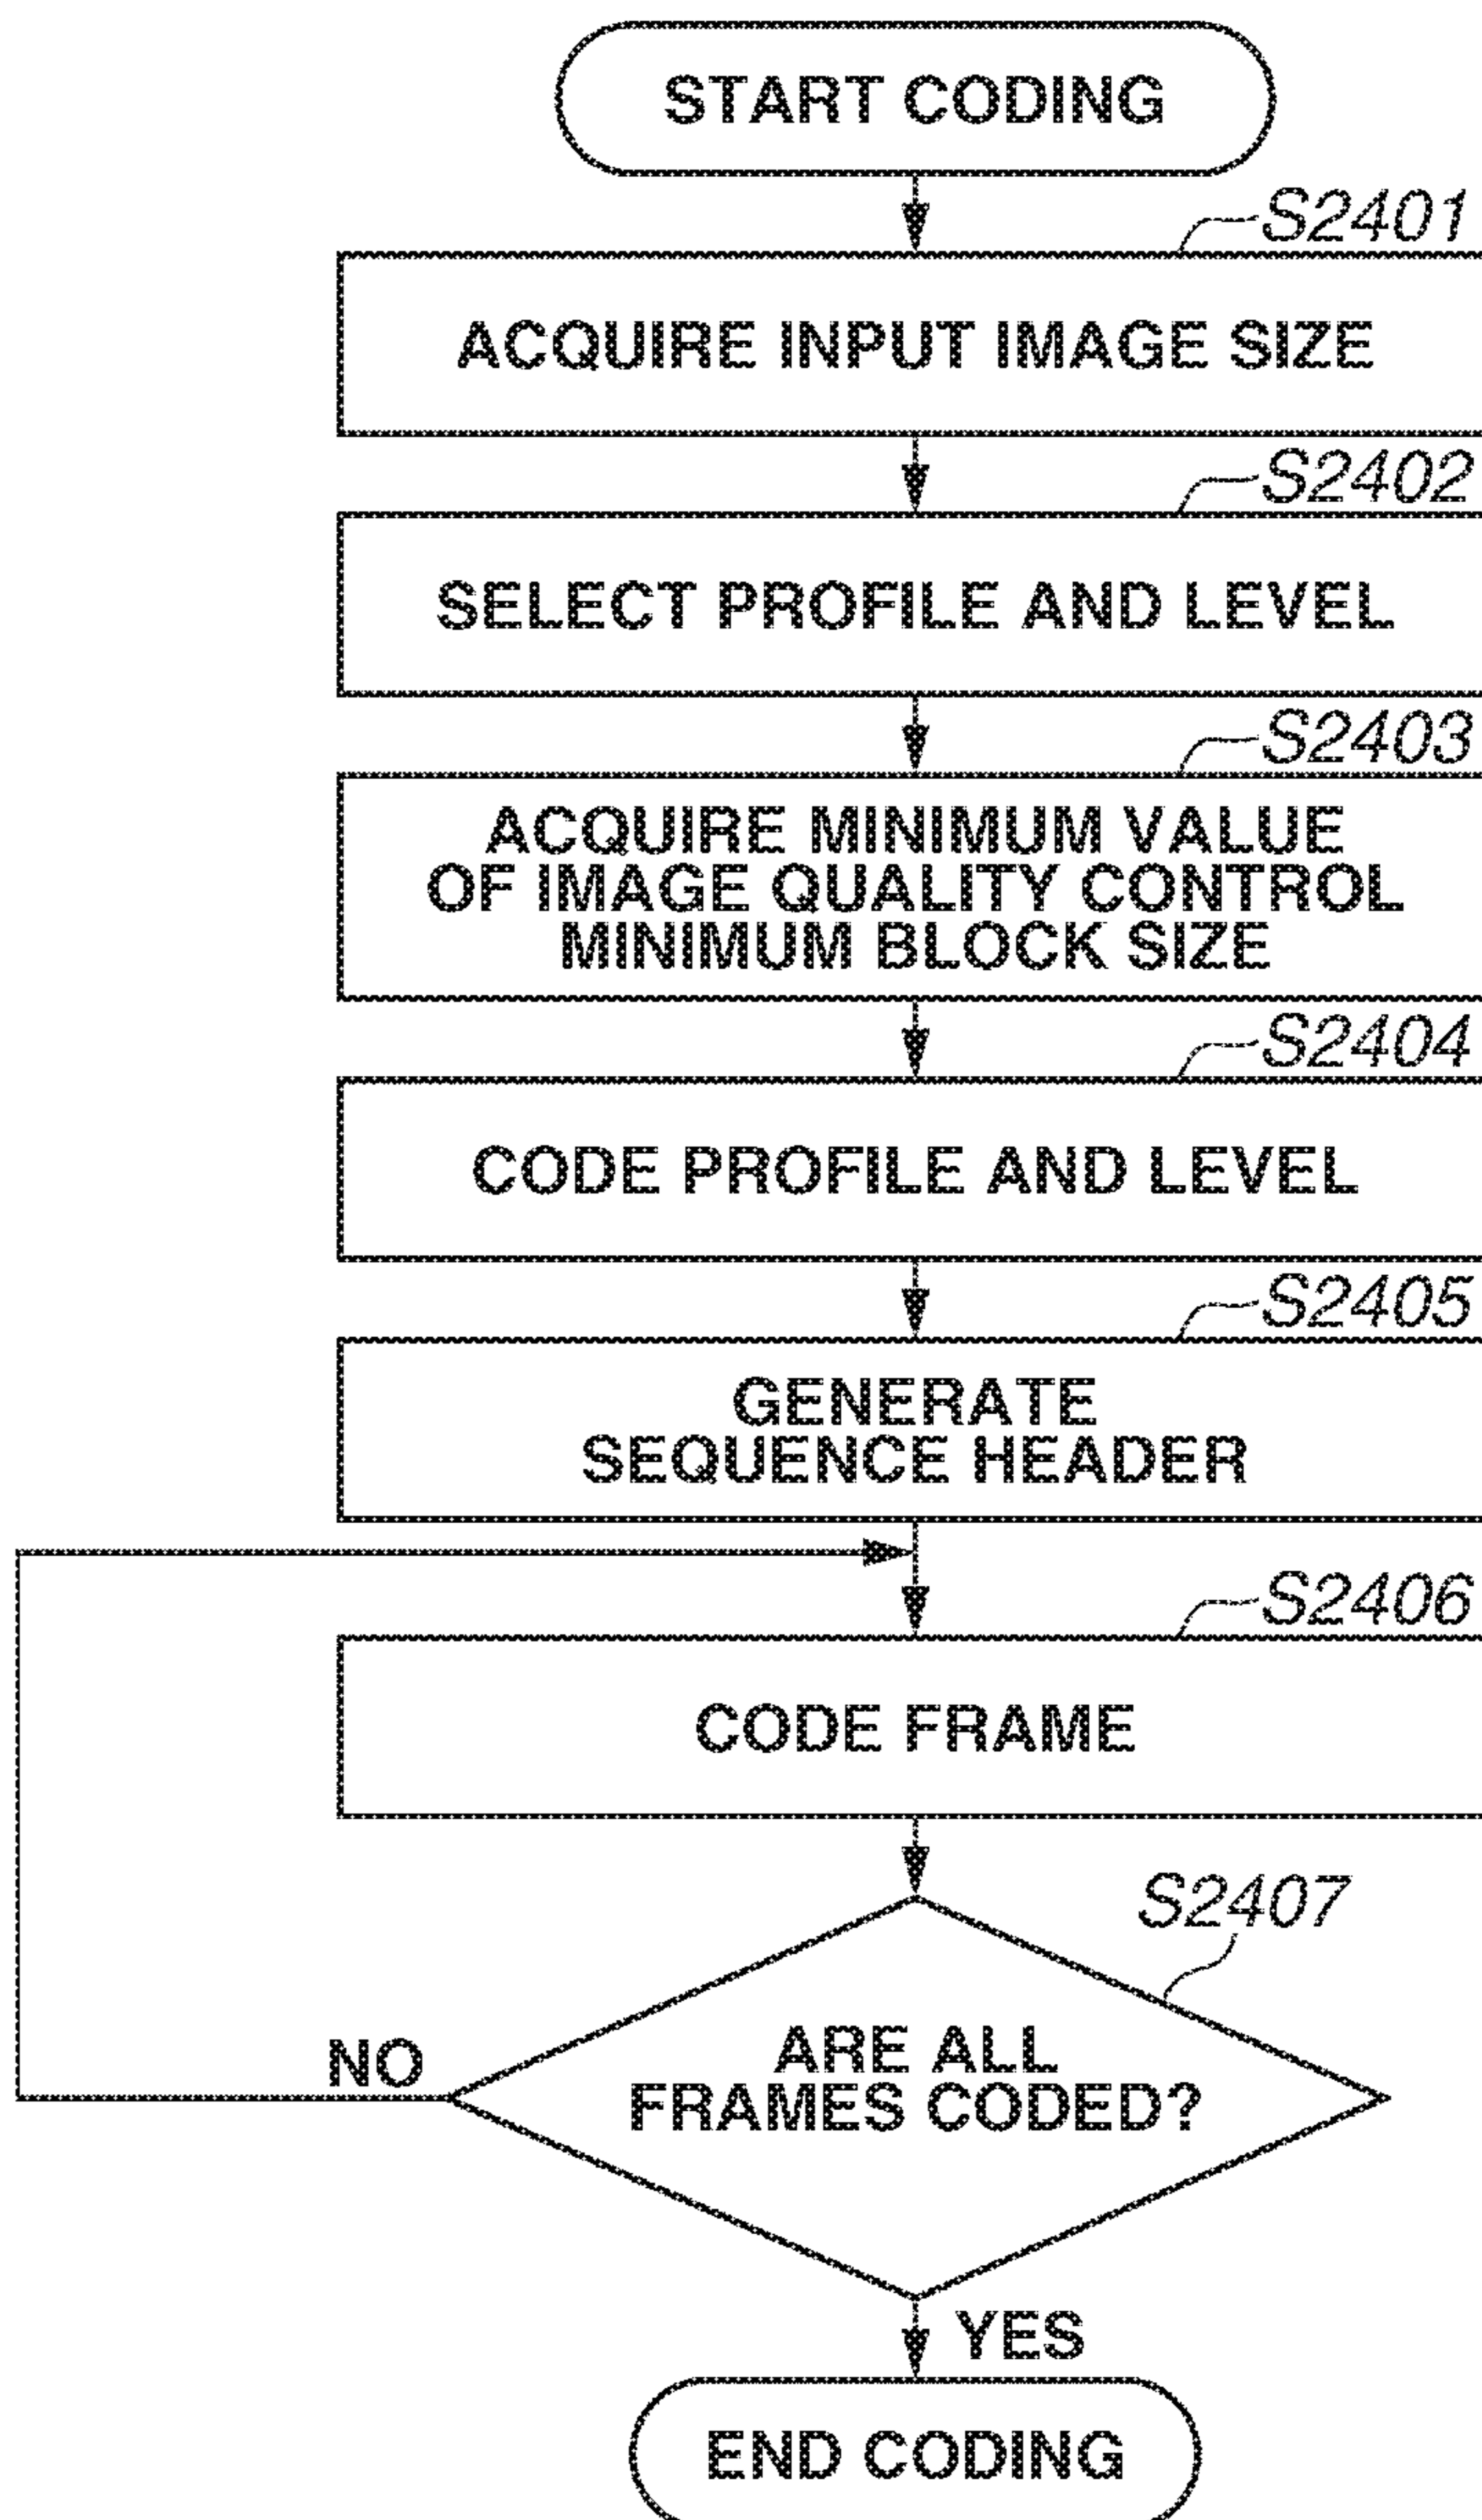 START CODING
S2401
ACQUIRE INPUT IMAGE SIZE
S2402
SELECT PROFILE AND LEVEL
S2403
ACQUIRE MINIMUM VALUE
OF IMAGE QUALITY CONTROL
MINIMUM BLOCK SIZE
S2404
CODE PROFILE AND LEVEL
S2405
GENERATE
SEQUENCE HEADER
S2406
CODE FRAME
S2407
ARE ALL
FRAMES CODED?
NO
YES
END CODING